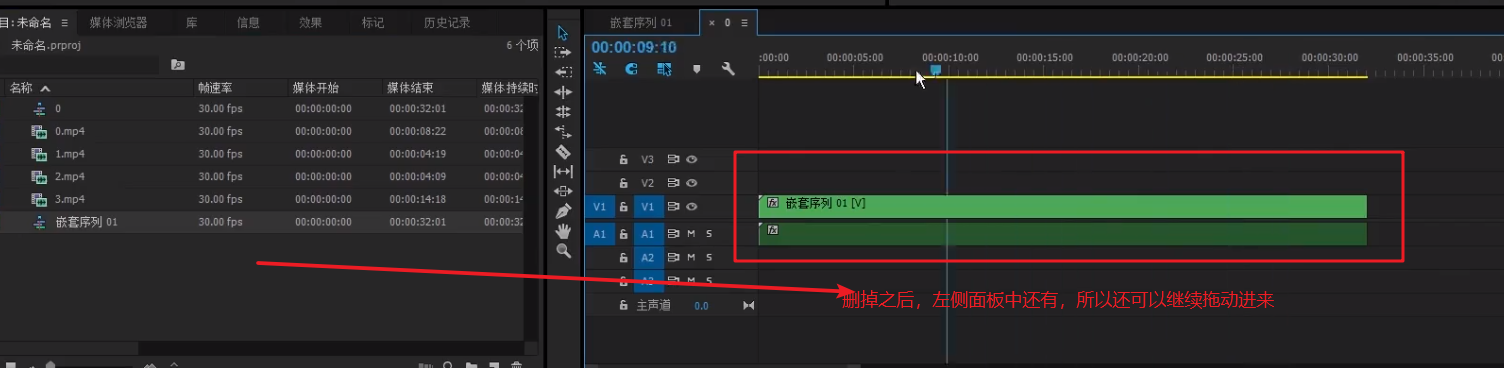 目: 未命名 ≡ 媒体浏览器 库 信息 效果 标记 历史记录
未命名.prproj 6 个项
名称 帧速率 媒体开始 媒体结束 媒体持续时
0 30.00 fps 00:00:00:00 00:00:32:01 00:00:32
0.mp4 30.00 fps 00:00:00:00 00:00:08:22 00:00:08
1.mp4 30.00 fps 00:00:00:00 00:00:04:19 00:00:04
2.mp4 30.00 fps 00:00:00:00 00:00:04:09 00:00:04
3.mp4 30.00 fps 00:00:00:00 00:00:14:18 00:00:14
嵌套序列 01 30.00 fps 00:00:00:00 00:00:32:01 00:00:32
嵌套序列 01 × 0 ≡
00:00:09:10
:00:00 00:00:05:00 00:00:10:00 00:00:15:00 00:00:20:00 00:00:25:00 00:00:30:00 00:00:35:00
V3
V2
V1 V1 fx 嵌套序列 01 [V]
A1 A1 M S fx
A2 M S
A3 M S
主声道 0.0
删掉之后，左侧面板中还有，所以还可以继续拖动进来